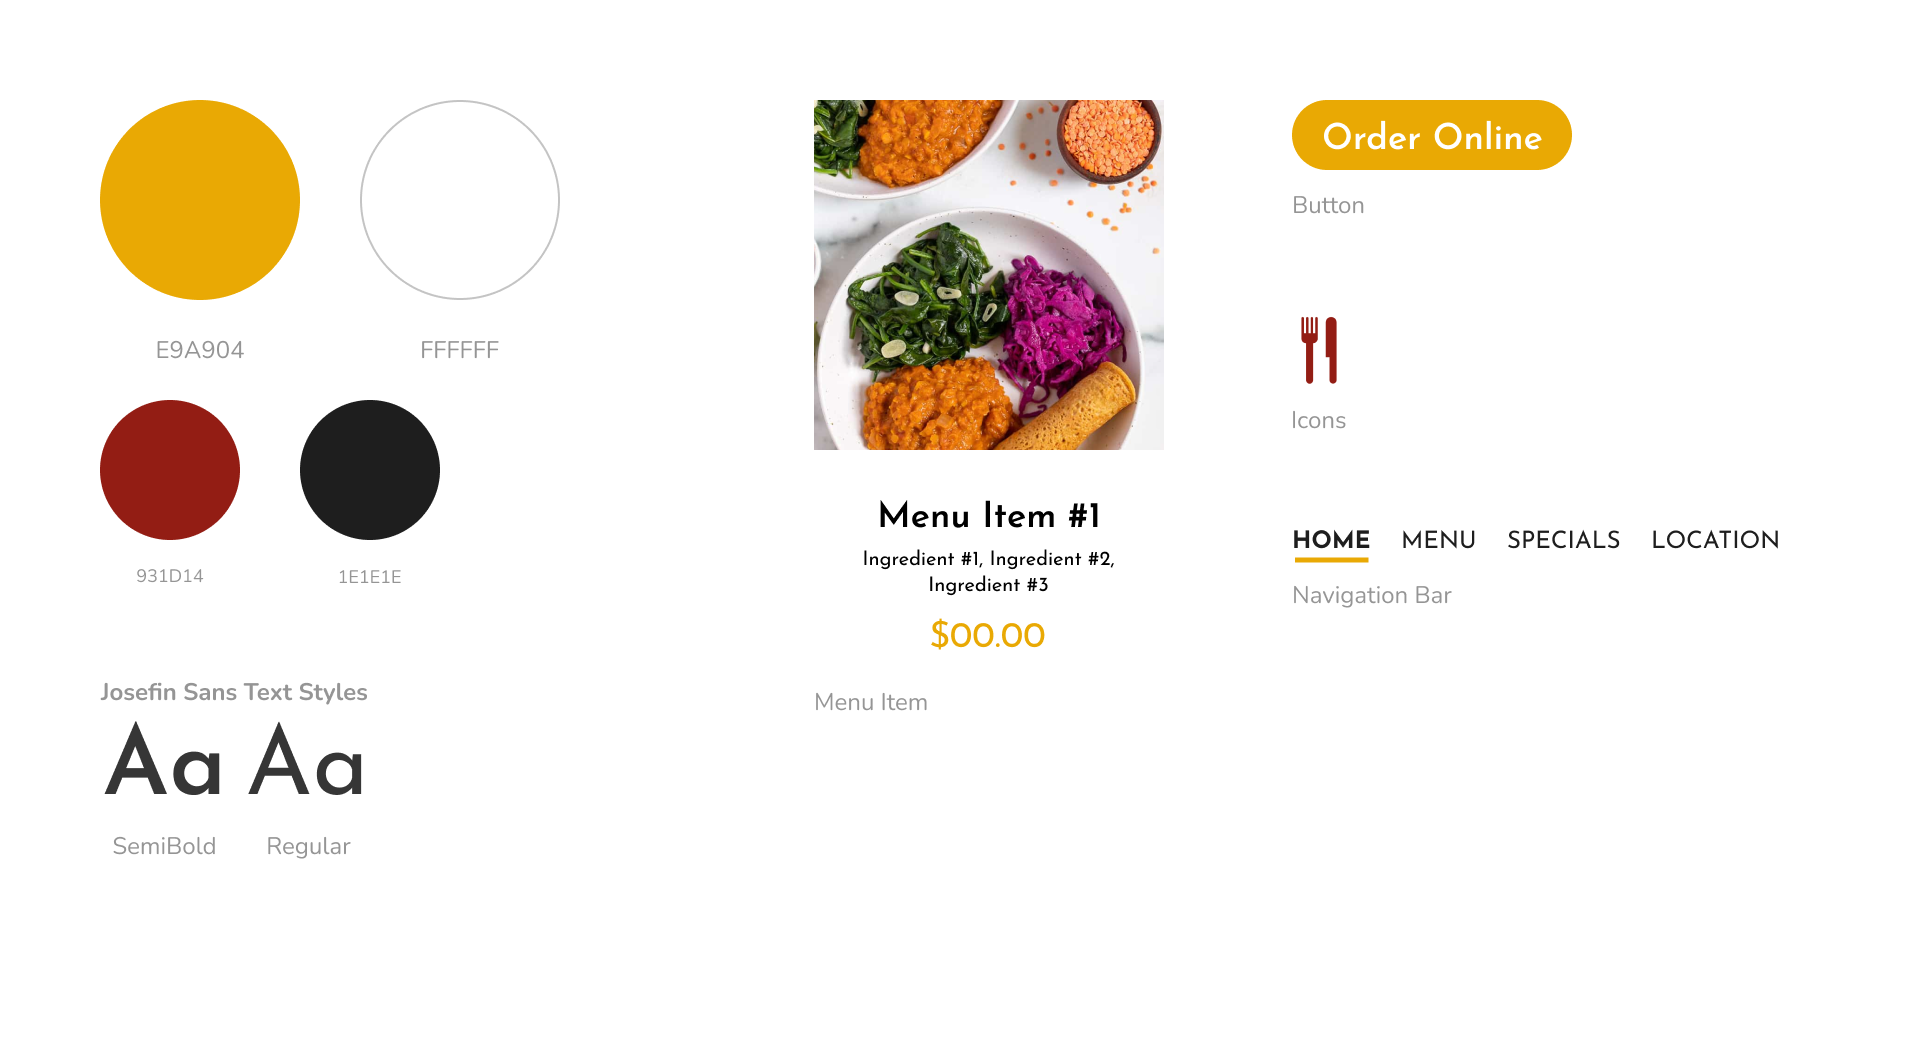 E9A904
FFFFFF
931D14
1E1E1E
Josefin Sans Text Styles
Aa Aa
SemiBold
Regular
Menu Item #1
Ingredient #1, Ingredient #2,
Ingredient #3
$00.00
Menu Item
Order Online
Button
Icons
HOME MENU SPECIALS LOCATION
Navigation Bar